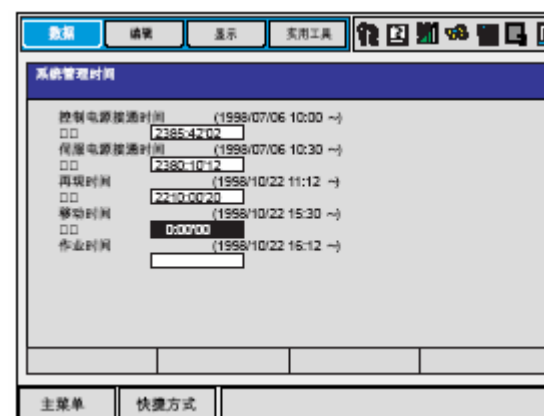 数据 编辑 显示 实用工具
系统管理时间
控制电源接通时间 (1998/07/06 10:00 ~)
□□ 2385:42'02
伺服电源接通时间 (1998/07/06 10:30 ~)
□□ 2380:10'12
再现时间 (1998/10/22 11:12 ~)
□□ 2210:00'20
移动时间 (1998/10/22 15:30 ~)
□□ 0:00'00
作业时间 (1998/10/22 16:12 ~)
主菜单 快捷方式